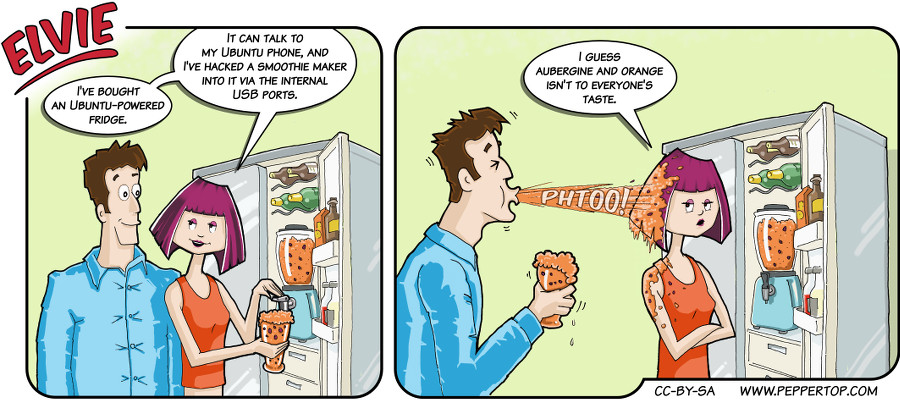 ELVIE
I'VE BOUGHT
AN UBUNTU-POWERED
FRIDGE.
IT CAN TALK TO
MY UBUNTU PHONE, AND
I'VE HACKED A SMOOTHIE MAKER
INTO IT VIA THE INTERNAL
USB PORTS.
PHTOO!
I GUESS
AUBERGINE AND ORANGE
ISN'T TO EVERYONE'S
TASTE.
CC-BY-SA WWW.PEPPERTOP.COM